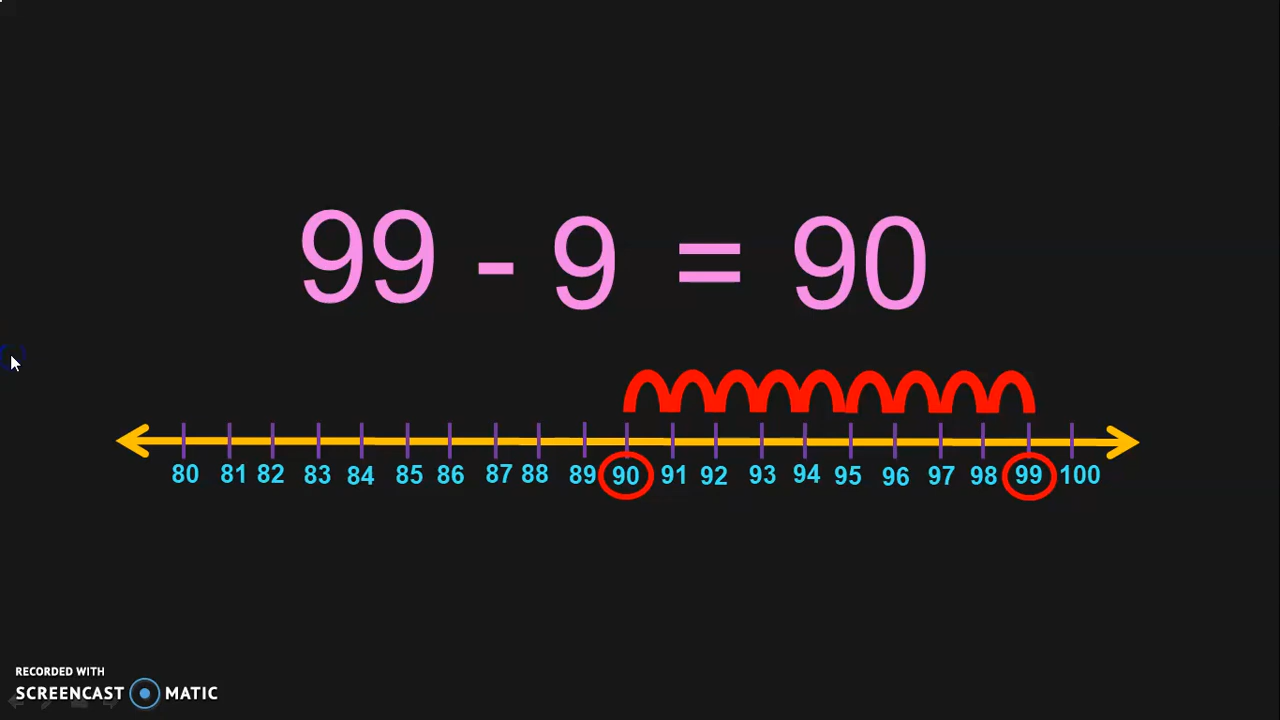 99 - 9 = 90
80 81 82 83 84 85 86 87 88 89 90 91 92 93 94 95 96 97 98 99 100
RECORDED WITH
SCREENCAST MATIC